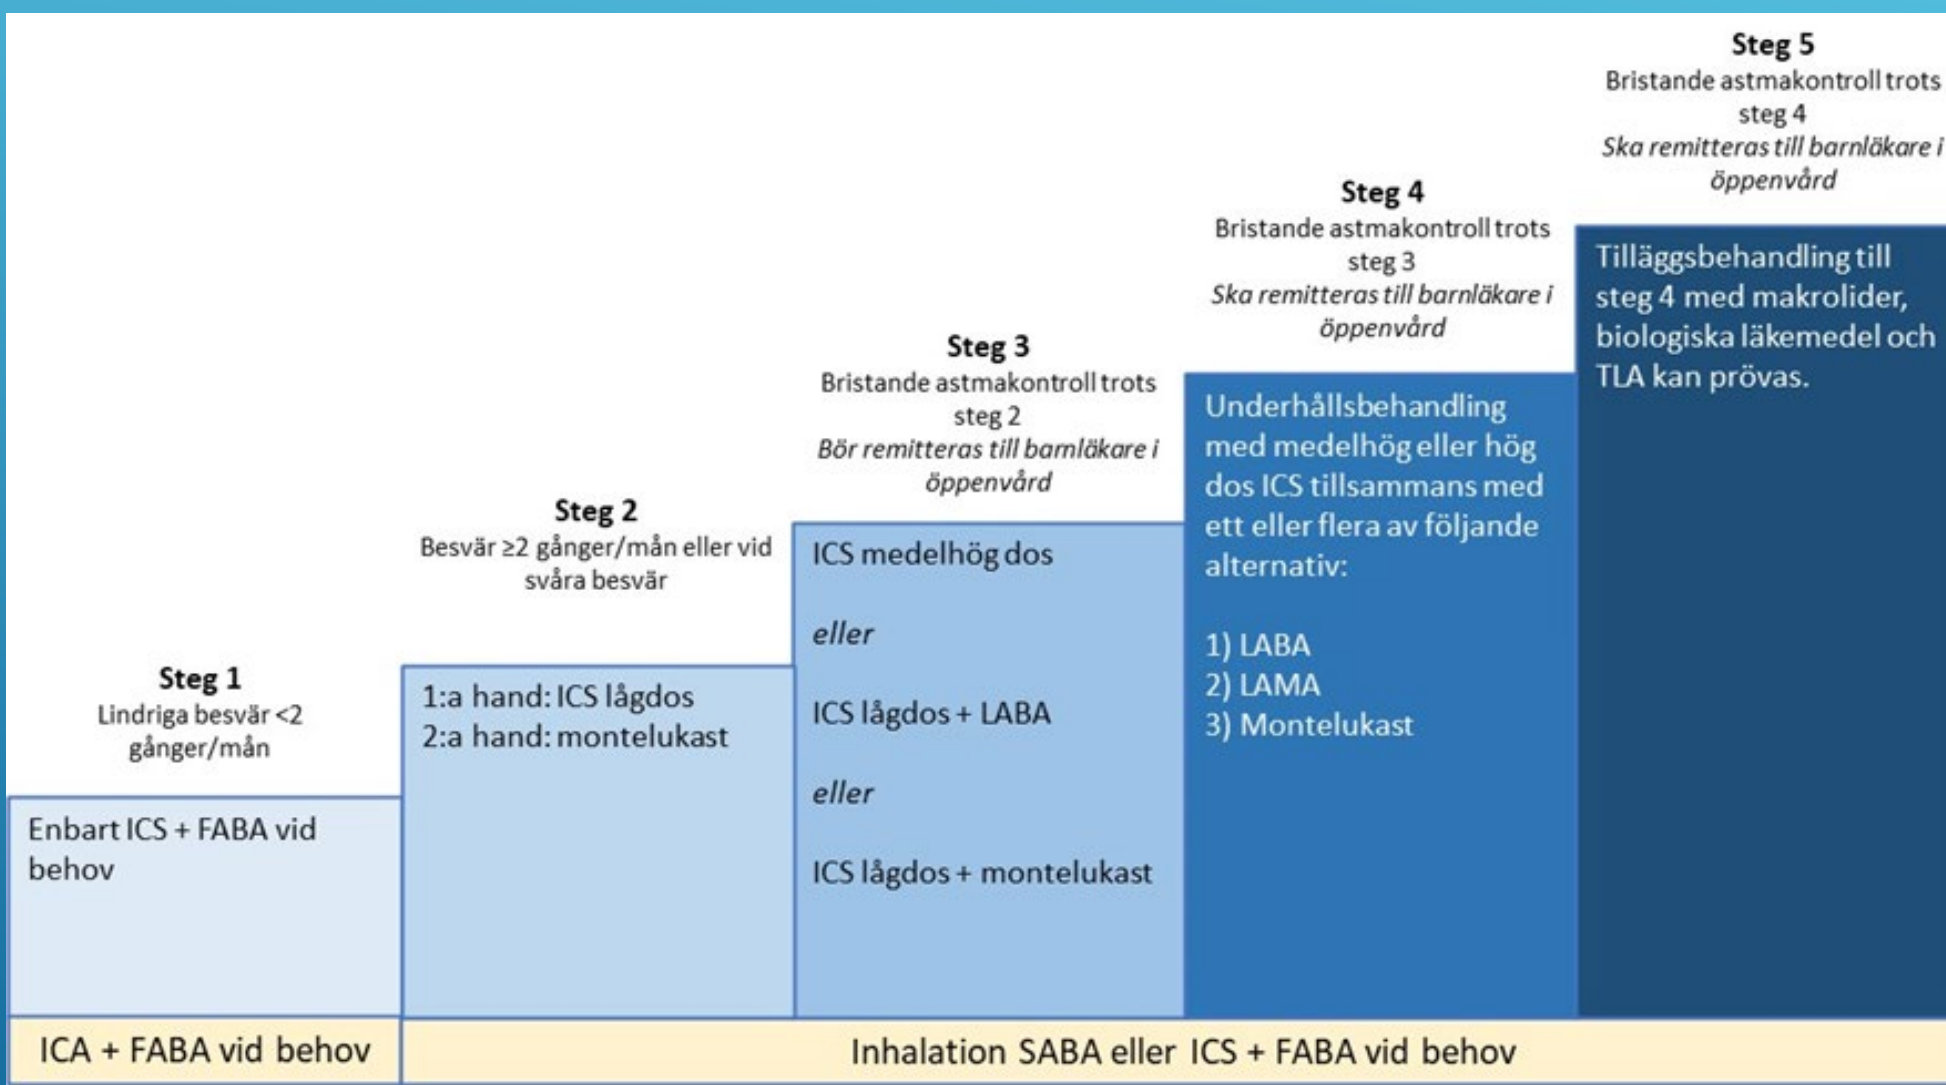 Steg 1
Lindriga besvär <2
gånger/mån
Enbart ICS + FABA vid
behov
Steg 2
Besvär ≥2 gånger/mån eller vid
svåra besvär
1:a hand: ICS lågdos
2:a hand: montelukast
Steg 3
Bristande astmakontroll trots
steg 2
Bör remitteras till barnläkare i
öppenvård
ICS medelhög dos
eller
ICS lågdos + LABA
eller
ICS lågdos + montelukast
Steg 4
Bristande astmakontroll trots
steg 3
Ska remitteras till barnläkare i
öppenvård
Underhållsbehandling
med medelhög eller hög
dos ICS tillsammans med
ett eller flera av följande
alternativ:
1) LABA
2) LAMA
3) Montelukast
Steg 5
Bristande astmakontroll trots
steg 4
Ska remitteras till barnläkare i
öppenvård
Tilläggsbehandling till
steg 4 med makrolider,
biologiska läkemedel och
TLA kan prövas.
ICA + FABA vid behov
Inhalation SABA eller ICS + FABA vid behov